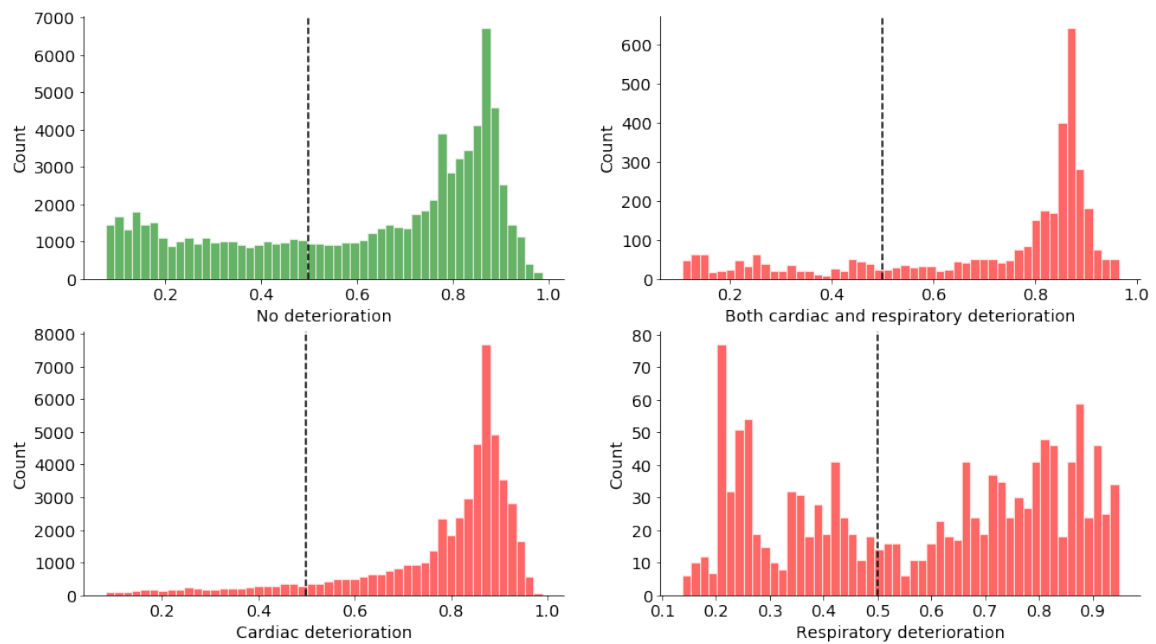 7000
6000
5000
4000
3000
2000
1000
0
Count
0.2 0.4 0.6 0.8 1.0
No deterioration
600
500
400
300
200
100
0
Count
0.2 0.4 0.6 0.8 1.0
Both cardiac and respiratory deterioration
8000
7000
6000
5000
4000
3000
2000
1000
0
Count
0.2 0.4 0.6 0.8 1.0
Cardiac deterioration
80
70
60
50
40
30
20
10
0
Count
0.1 0.2 0.3 0.4 0.5 0.6 0.7 0.8 0.9
Respiratory deterioration